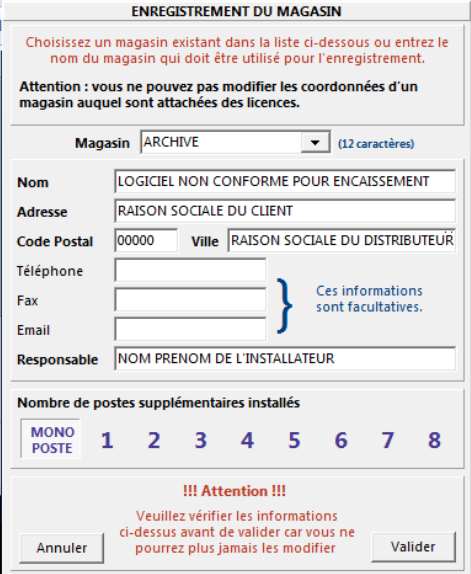 ENREGISTREMENT DU MAGASIN
Choisissez un magasin existant dans la liste ci-dessous ou entrez le
nom du magasin qui doit être utilisé pour l'enregistrement.
Attention : vous ne pouvez pas modifier les coordonnées d'un
magasin auquel sont attachées des licences.
Magasin ARCHIVE (12 caractères)
Nom LOGICIEL NON CONFORME POUR ENCAISSEMENT
Adresse RAISON SOCIALE DU CLIENT
Code Postal 00000 Ville RAISON SOCIALE DU DISTRIBUTEUR
Téléphone
Fax
Email
Ces informations
sont facultatives.
Responsable NOM PRENOM DE L'INSTALLATEUR
Nombre de postes supplémentaires installés
MONO
POSTE
1 2 3 4 5 6 7 8
!!! Attention !!!
Veuillez vérifier les informations
ci-dessus avant de valider car vous ne
pourrez plus jamais les modifier
Annuler
Valider